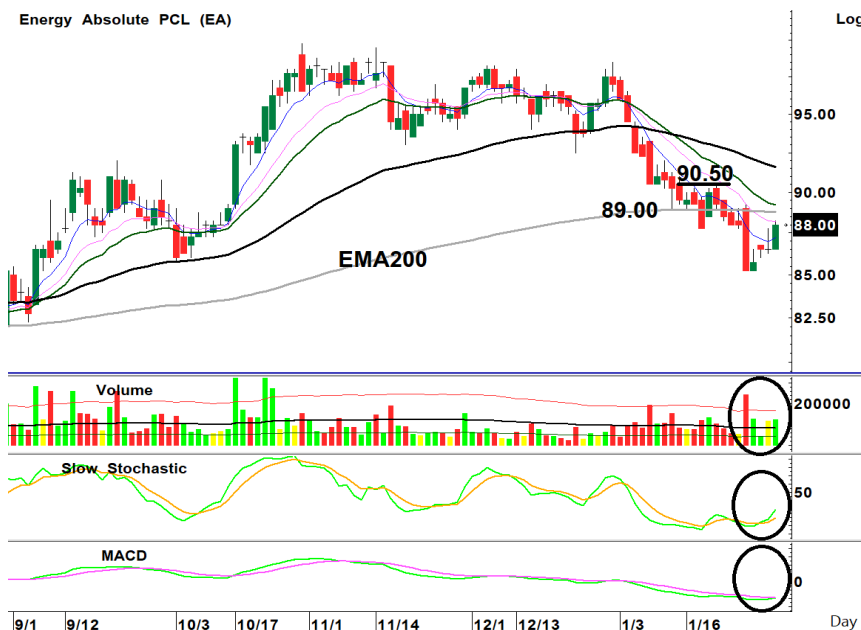 Energy Absolute PCL (EA)
Log
95.00
90.50
90.00
89.00
88.00
EMA200
85.00
82.50
Volume
200000
Slow Stochastic
50
MACD
0
9/1 9/12 10/3 10/17 11/1 11/14 12/1 12/13 1/3 1/16 Day